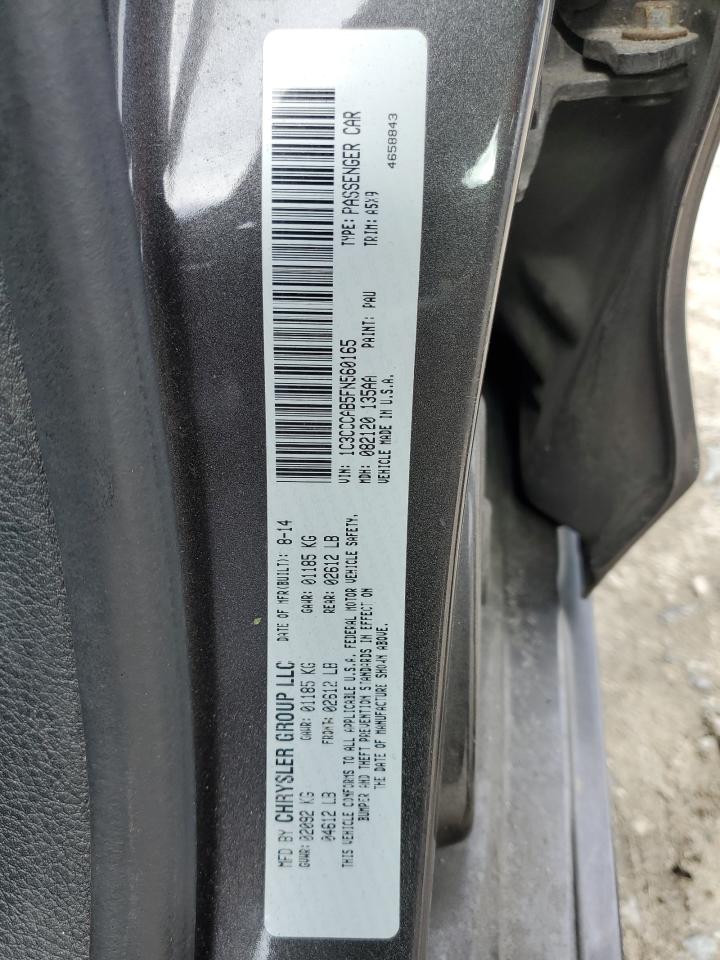 MFD BY CHRYSLER GROUP LLC DATE OF MFR(BUILT): 8-14
GVWR: 02092 KG GAWR: 01185 KG GAWR: 01185 KG
04612 LB FRONT: 02612 LB REAR: 02612 LB
THIS VEHICLE CONFORMS TO ALL APPLICABLE U.S.A. FEDERAL MOTOR VEHICLE SAFETY,
BUMPER AND THEFT PREVENTION STANDARDS IN EFFECT ON
THE DATE OF MANUFACTURE SHOWN ABOVE.
VIN: 1C3CCCAB5FN560165 TYPE: PASSENGER CAR
MDH: 082120 135AA PAINT: PAU TRIM: A5X9
VEHICLE MADE IN U.S.A.
4658843